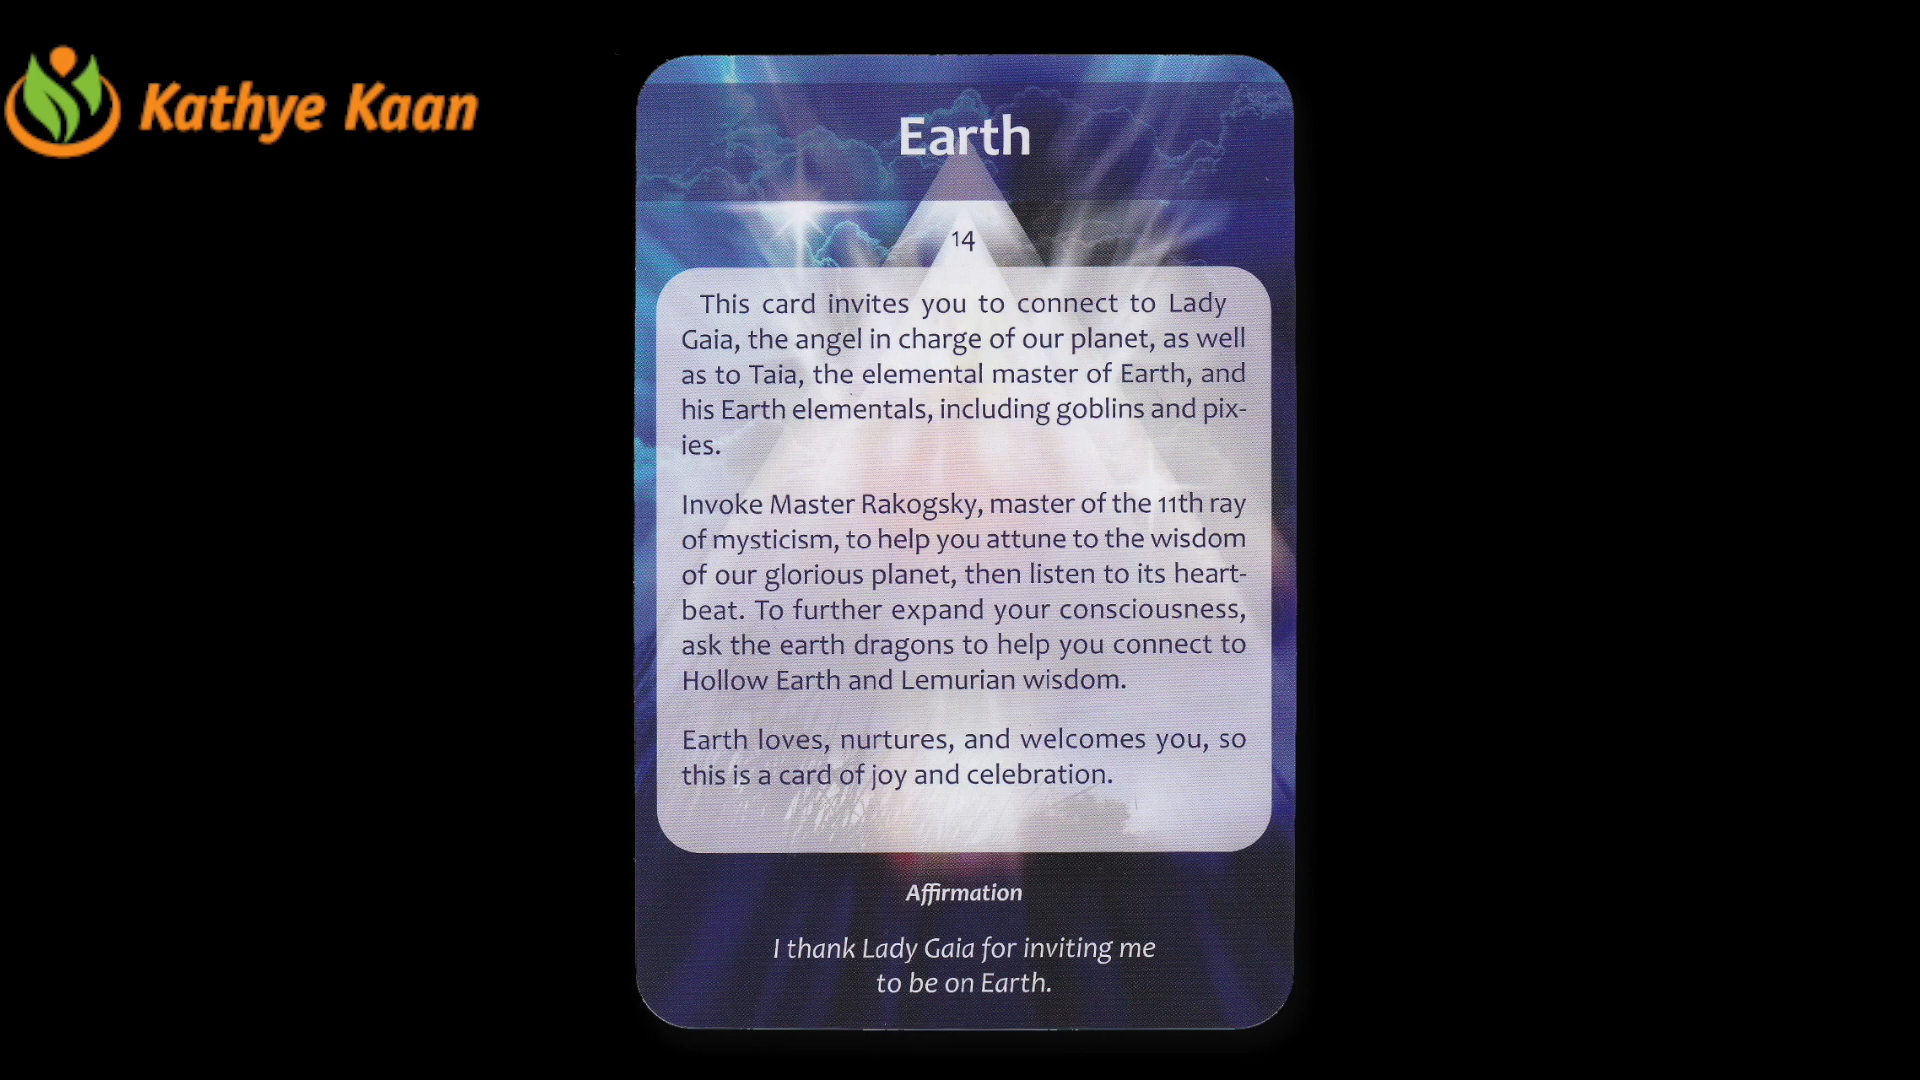 Kathye Kaan
Earth
14
This card invites you to connect to Lady
Gaia, the angel in charge of our planet, as well
as to Taia, the elemental master of Earth, and
his Earth elementals, including goblins and pix-
ies.
Invoke Master Rakogsky, master of the 11th ray
of mysticism, to help you attune to the wisdom
of our glorious planet, then listen to its heart-
beat. To further expand your consciousness,
ask the earth dragons to help you connect to
Hollow Earth and Lemurian wisdom.
Earth loves, nurtures, and welcomes you, so
this is a card of joy and celebration.
Affirmation
I thank Lady Gaia for inviting me
to be on Earth.